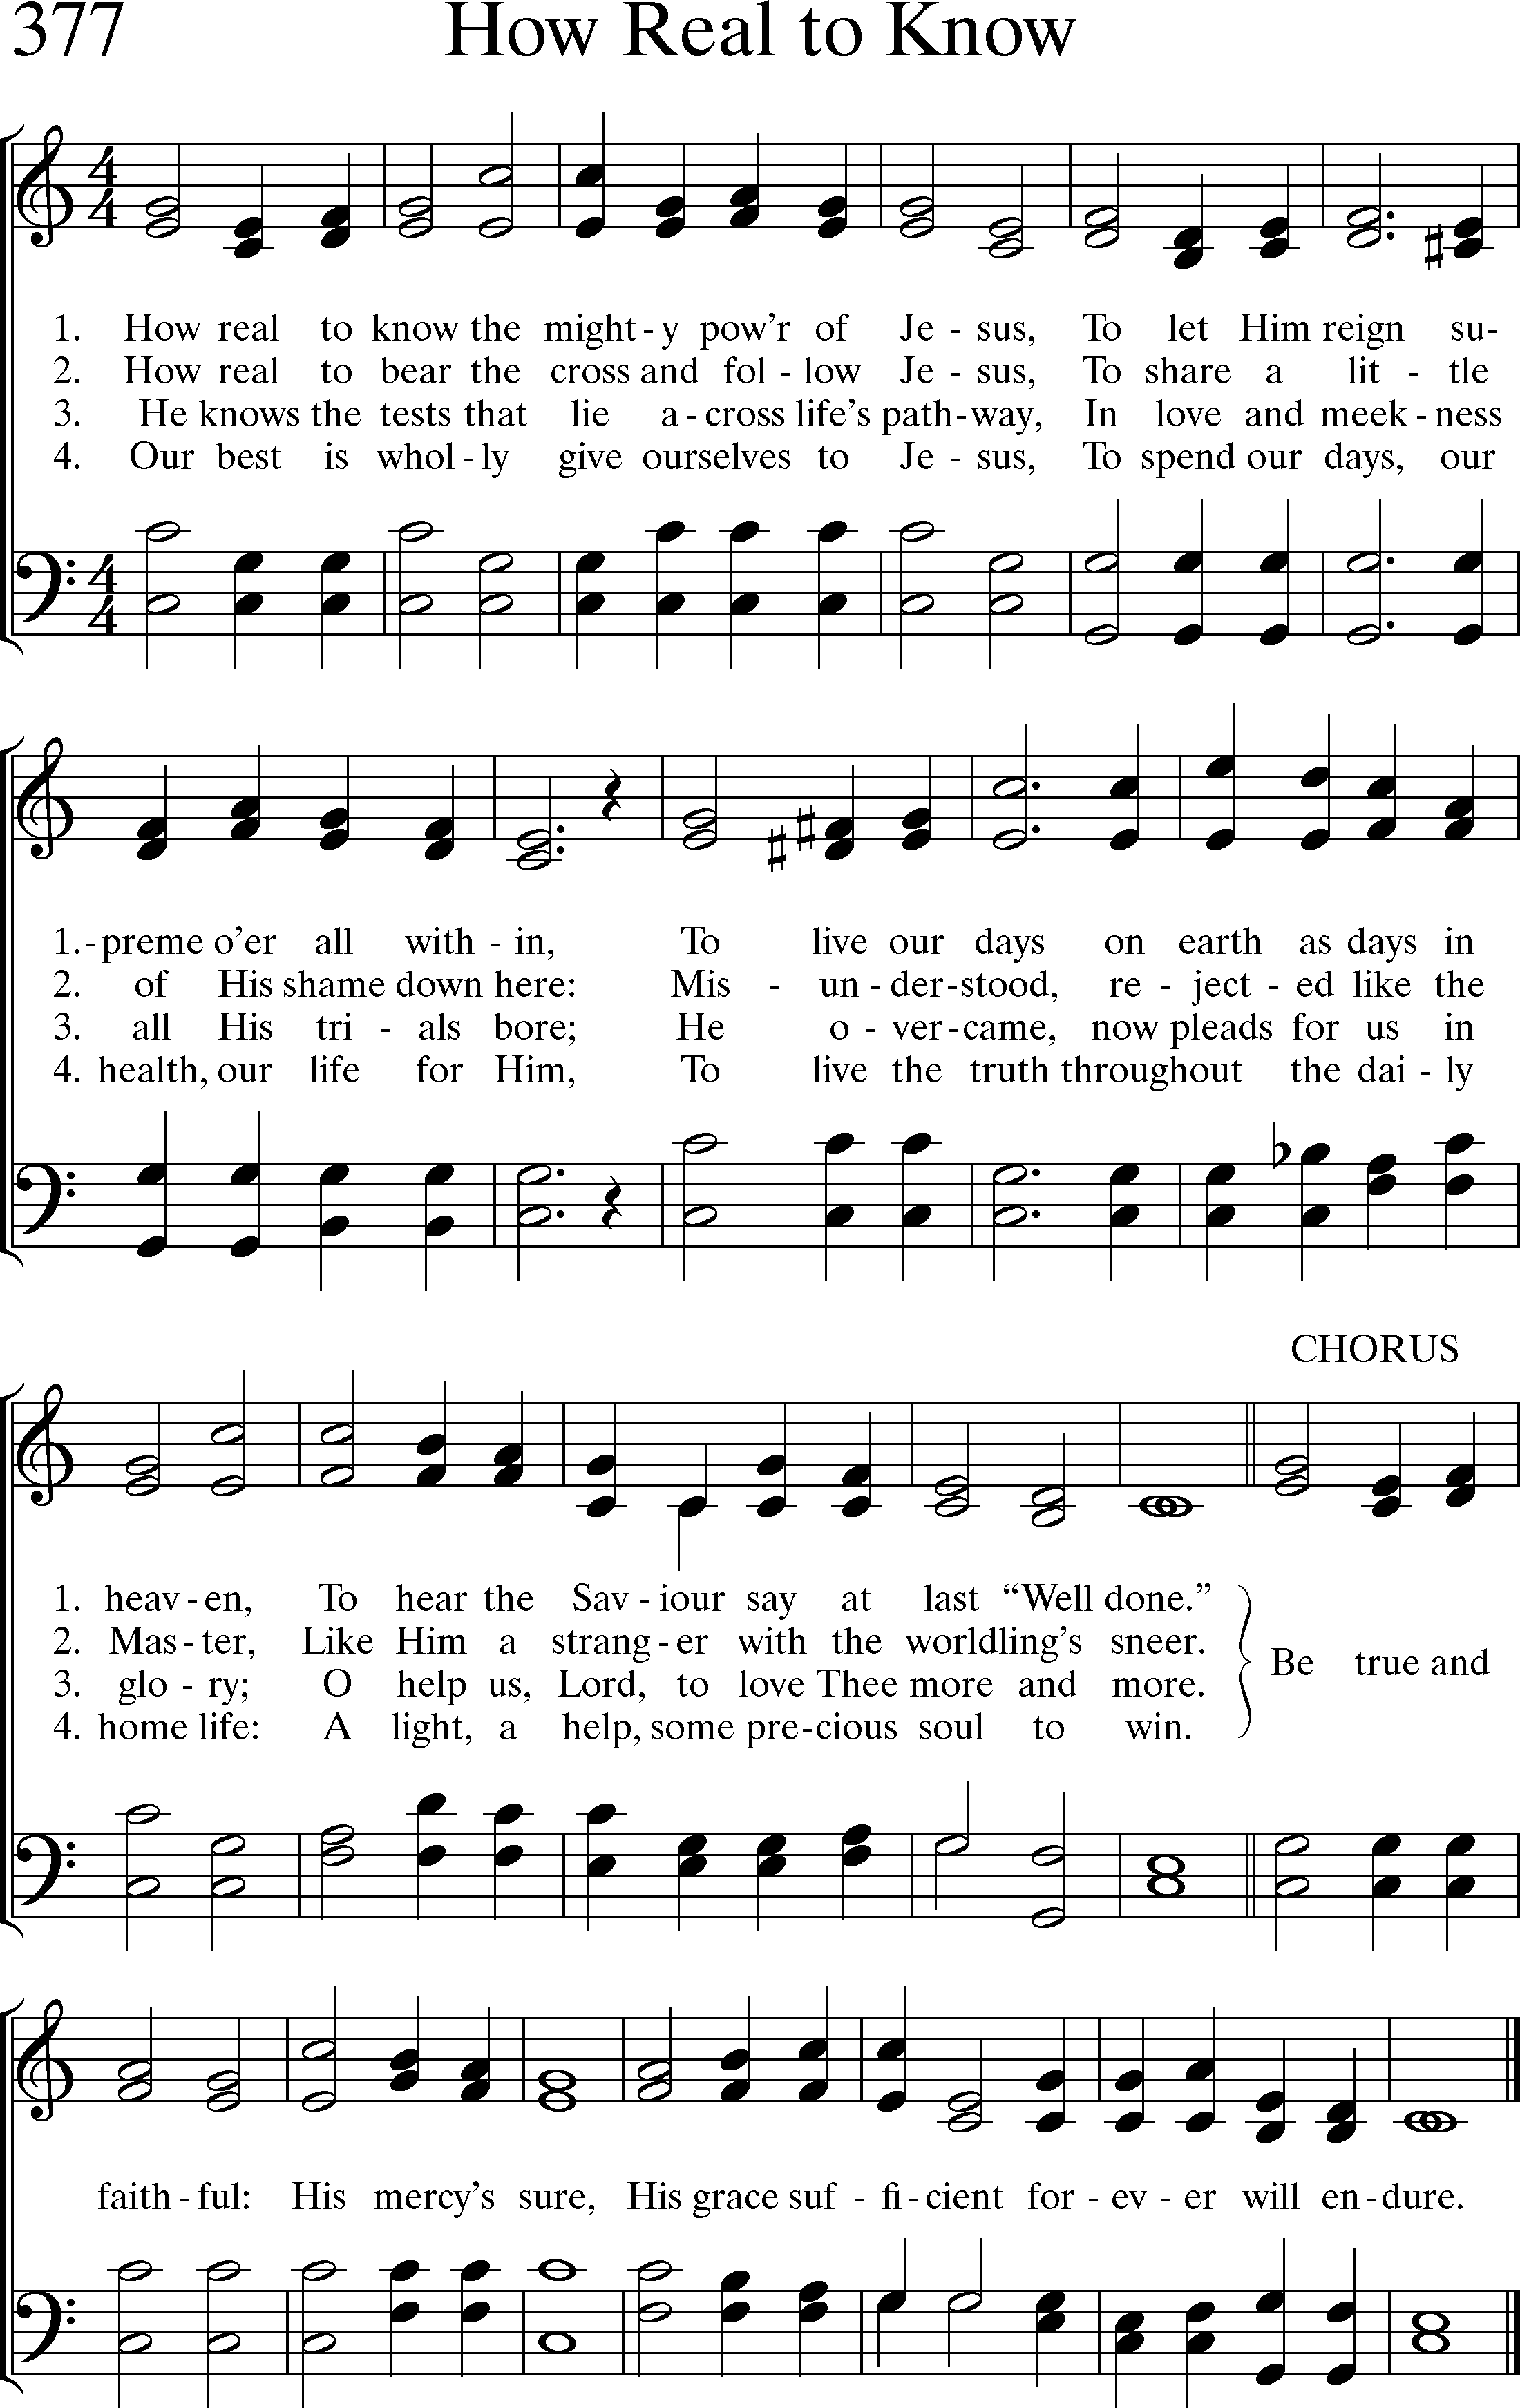 377 How Real to Know
1. How real to know the might - y pow'r of Je - sus, To let Him reign su-
2. How real to bear the cross and fol - low Je - sus, To share a lit - tle
3. He knows the tests that lie a - cross life's path - way, In love and meek - ness
4. Our best is whol - ly give ourselves to Je - sus, To spend our days, our
1.-preme o'er all with - in, To live our days on earth as days in
2. of His shame down here: Mis - un - der - stood, re - ject - ed like the
3. all His tri - als bore; He o - ver - came, now pleads for us in
4. health, our life for Him, To live the truth throughout the dai - ly
CHORUS
1. heav - en, To hear the Sav - iour say at last “Well done.”
2. Mas - ter, Like Him a strang - er with the worldling's sneer.
3. glo - ry; O help us, Lord, to love Thee more and more.
4. home life: A light, a help, some pre - cious soul to win.
Be true and
faith - ful: His mercy's sure, His grace suf - fi - cient for - ev - er will en - dure.